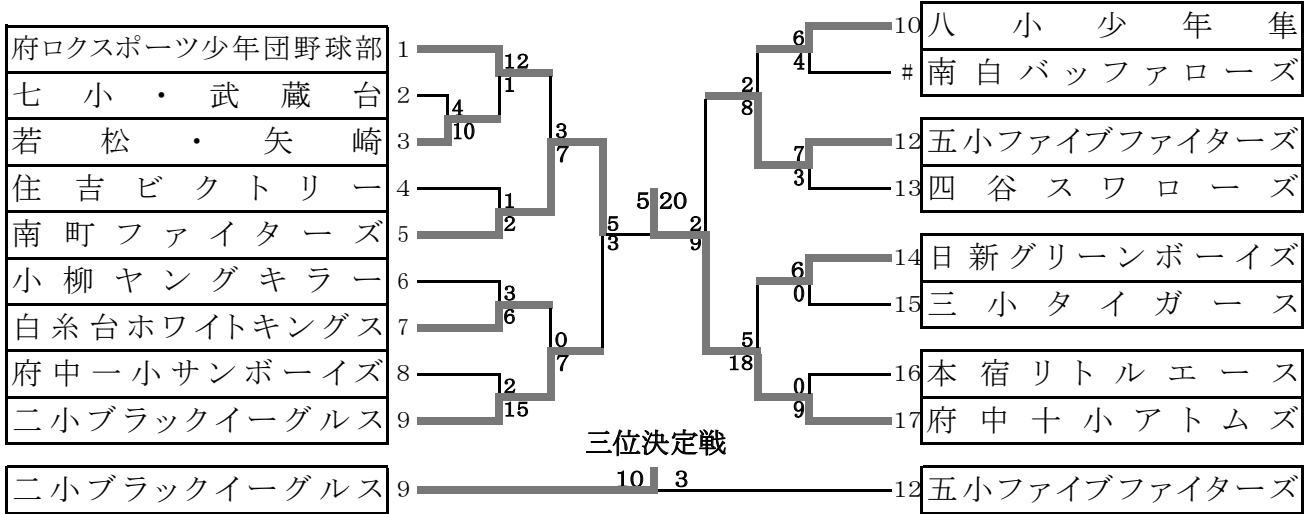 府ロクスポーツ少年団野球部 1
七小・武蔵台 2
若松・矢崎 3
住吉ビクトリー 4
南町ファイターズ 5
小柳ヤングキラー 6
白糸台ホワイトキングス 7
府中一小サンボーイズ 8
二小ブラックイーグルス 9
12
1
4
10
3
7
1
2
5
3
3
6
0
7
2
15
5 20
10 八小少年隼
# 南白バッファローズ
12 五小ファイブファイターズ
13 四谷スワローズ
14 日新グリーンボーイズ
15 三小タイガース
16 本宿リトルエース
17 府中十小アトムズ
6
4
2
8
7
3
2
9
6
0
5
18
0
9
三位決定戦
二小ブラックイーグルス 9 10 3 12 五小ファイブファイターズ